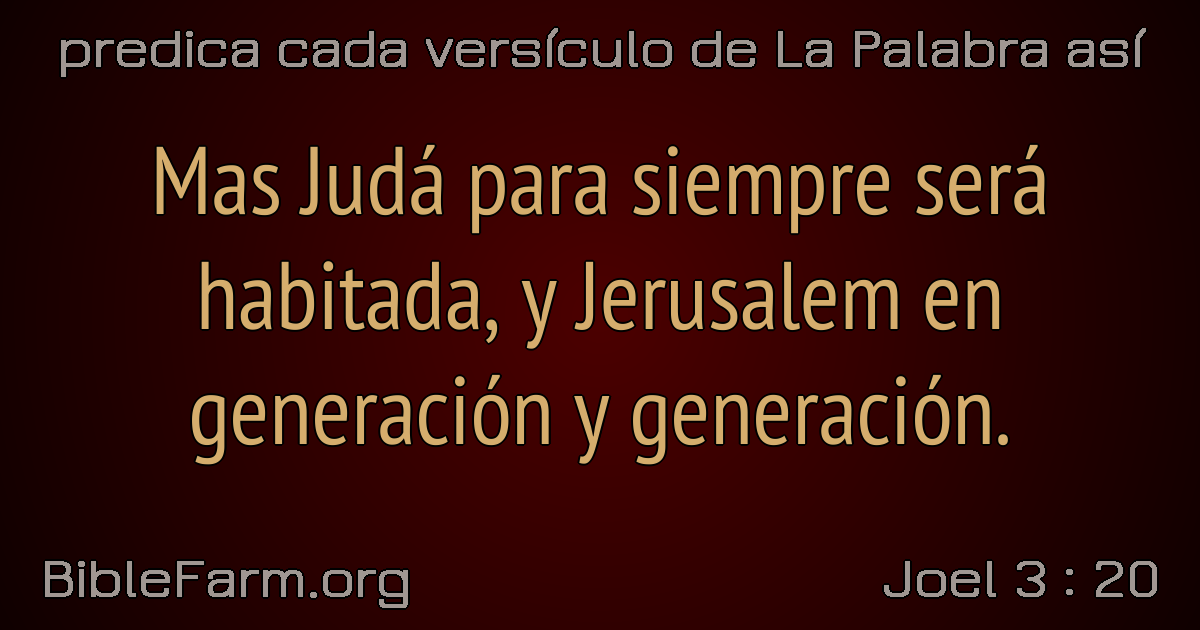 predica cada versículo de La Palabra así
Mas Judá para siempre será
habitada, y Jerusalem en
generación y generación.
BibleFarm.org
Joel 3 : 20